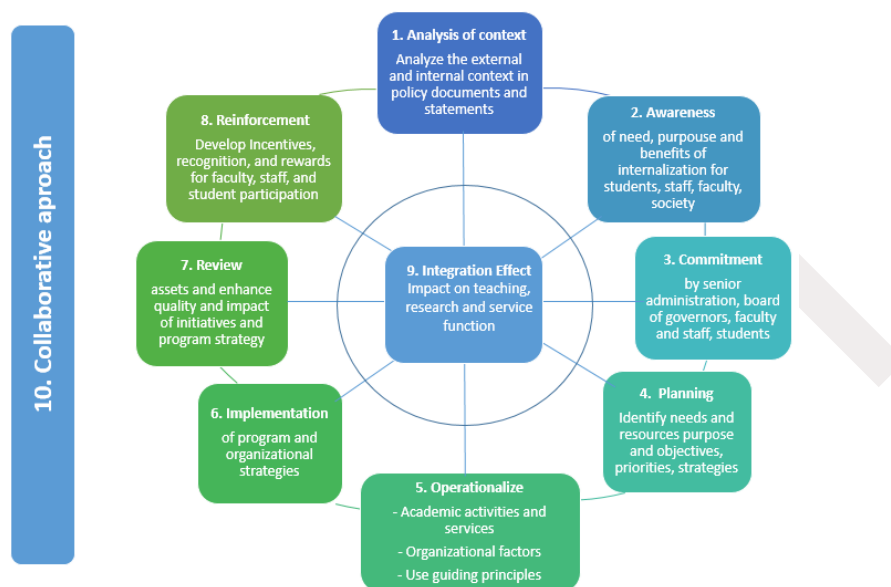 10. Collaborative aproach
1. Analysis of context
Analyze the external
and internal context in
policy documents and
statements
2. Awareness
of need, purpouse and
benefits of
internalization for
students, staff, faculty,
society
3. Commitment
by senior
administration, board
of governors, faculty
and staff, students
4. Planning
Identify needs and
resources purpose
and objectives,
priorities, strategies
5. Operationalize
- Academic activities and
services
- Organizational factors
- Use guiding principles
6. Implementation
of program and
organizational
strategies
7. Review
assets and enhance
quality and impact
of initiatives and
program strategy
8. Reinforcement
Develop Incentives,
recognition, and rewards
for faculty, staff, and
student participation
9. Integration Effect
Impact on teaching,
research and service
function